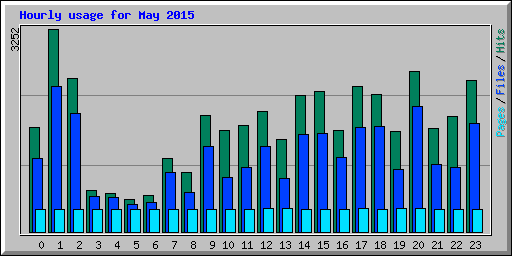 Hourly usage for May 2015
3252
Pages/Files/Hits
0 1 2 3 4 5 6 7 8 9 10 11 12 13 14 15 16 17 18 19 20 21 22 23